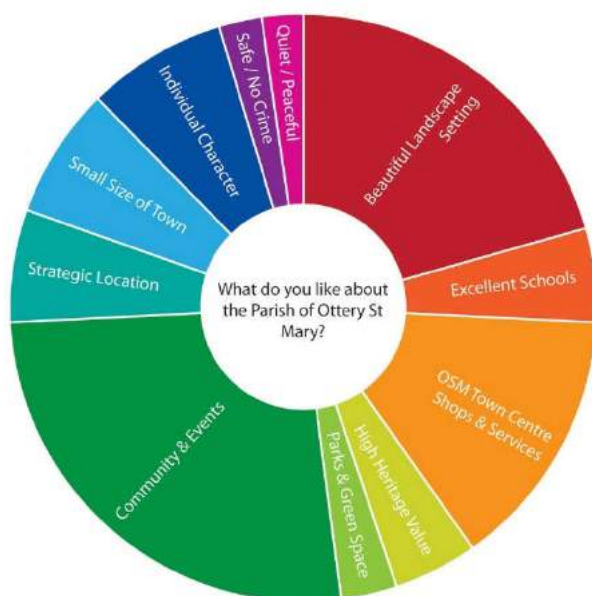 What do you like about
the Parish of Ottery St
Mary?
Beautiful Landscape
Setting
Excellent Schools
OSM Town Centre
Shops & Services
High Heritage Value
Parks & Green Space
Community & Events
Strategic Location
Small Size of Town
Individual Character
Safe / No Crime
Quiet / Peaceful